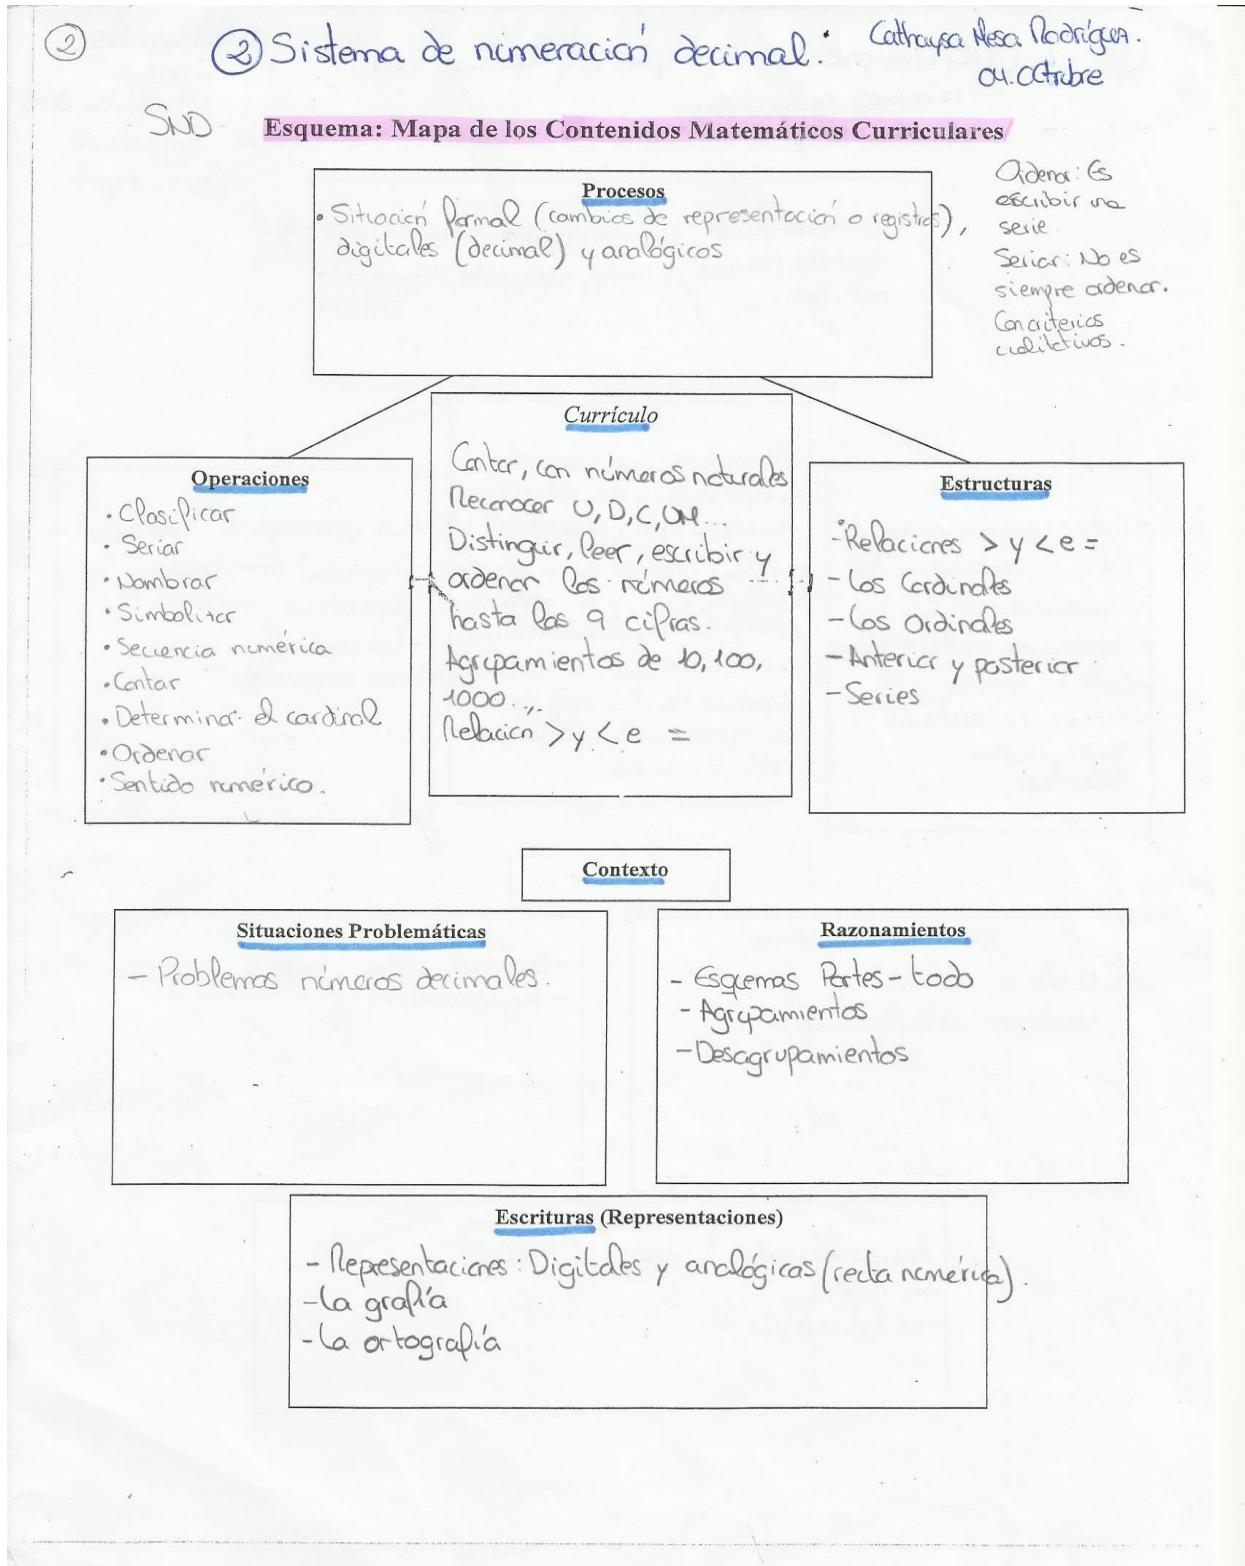 2
2 Sistema de numeración decimal:
Cathaysa Mesa Rodríguez.
04. Octubre
SND
Esquema: Mapa de los Contenidos Matemáticos Curriculares
Ordenar: Es
escribir una
serie.
Seriar: No es
siempre ordenar.
Con criterios
cualitativos.
Procesos
• Situación formal (cambios de representación o registros),
digitales (decimal) y analógicos
Operaciones
• Clasificar
• Seriar
• Nombrar
• Simbolizar
• Secuencia numérica
• Contar
• Determinar el cardinal
• Ordenar
• Sentido numérico.
Currículo
Contar, con números naturales
Reconocer U, D, C, UM...
Distinguir, leer, escribir y
ordenar los números
hasta las 9 cifras.
Agrupamientos de 10, 100,
1000...
Relación > y < e =
Estructuras
- Relaciones > y < e =
- Los Cardinales
- Los Ordinales
- Anterior y posterior
- Series
Contexto
Situaciones Problemáticas
- Problemas números decimales.
Razonamientos
- Esquemas Partes - todo
- Agrupamientos
- Desagrupamientos
Escrituras (Representaciones)
- Representaciones: Digitales y analógicas (recta numérica).
- La grafía
- La ortografía